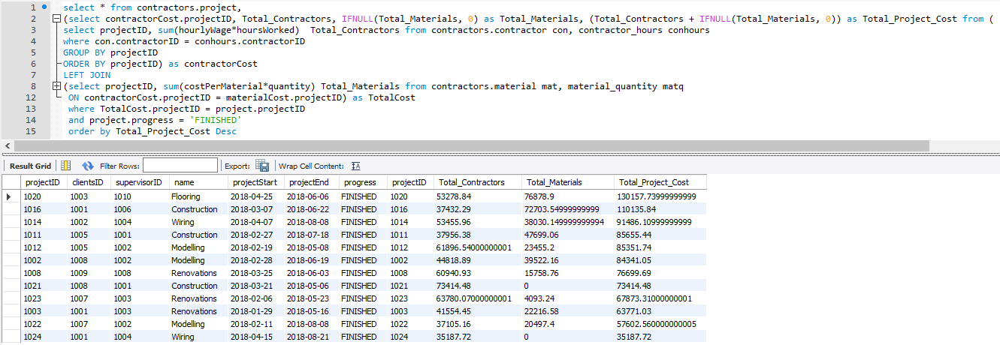 1 select * from contractors.project,
2 (select contractorCost.projectID, Total_Contractors, IFNULL(Total_Materials, 0) as Total_Materials, (Total_Contractors + IFNULL(Total_Materials, 0)) as Total_Project_Cost from (
3 select projectID, sum(hourlyWage*hoursWorked)  Total_Contractors from contractors.contractor con, contractor_hours conhours
4 where con.contractorID = conhours.contractorID
5 GROUP BY projectID
6 ORDER BY projectID) as contractorCost
7 LEFT JOIN
8 (select projectID, sum(costPerMaterial*quantity) Total_Materials from contractors.material mat, material_quantity matq
12 ON contractorCost.projectID = materialCost.projectID) as TotalCost
13 where TotalCost.projectID = project.projectID
14 and project.progress = 'FINISHED'
15 order by Total_Project_Cost Desc
Result Grid Filter Rows: Export: Wrap Cell Content: IA
projectID clientsID supervisorID name projectStart projectEnd progress projectID Total_Contractors Total_Materials Total_Project_Cost
1020 1003 1010 Flooring 2018-04-25 2018-06-06 FINISHED 1020 53278.84 76878.9 130157.73999999999
1016 1001 1006 Construction 2018-03-07 2018-06-22 FINISHED 1016 37432.29 72703.54999999999 110135.84
1014 1002 1004 Wiring 2018-04-07 2018-08-08 FINISHED 1014 53455.96 38030.149999999994 91486.10999999999
1011 1005 1001 Construction 2018-02-27 2018-07-18 FINISHED 1011 37956.38 47699.06 85655.44
1012 1005 1002 Modelling 2018-02-19 2018-05-08 FINISHED 1012 61896.54000000001 23455.2 85351.74
1002 1008 1002 Modelling 2018-02-28 2018-06-19 FINISHED 1002 44818.89 39522.16 84341.05
1008 1009 1008 Renovations 2018-03-25 2018-06-03 FINISHED 1008 60940.93 15758.76 76699.69
1021 1008 1001 Construction 2018-03-21 2018-05-06 FINISHED 1021 73414.48 0 73414.48
1023 1007 1003 Renovations 2018-02-06 2018-05-23 FINISHED 1023 63780.07000000001 4093.24 67873.31000000001
1003 1001 1003 Renovations 2018-01-29 2018-05-16 FINISHED 1003 41554.45 22216.58 63771.03
1022 1007 1002 Modelling 2018-02-11 2018-08-08 FINISHED 1022 37105.16 20497.4 57602.560000000005
1024 1001 1004 Wiring 2018-04-15 2018-08-21 FINISHED 1024 35187.72 0 35187.72